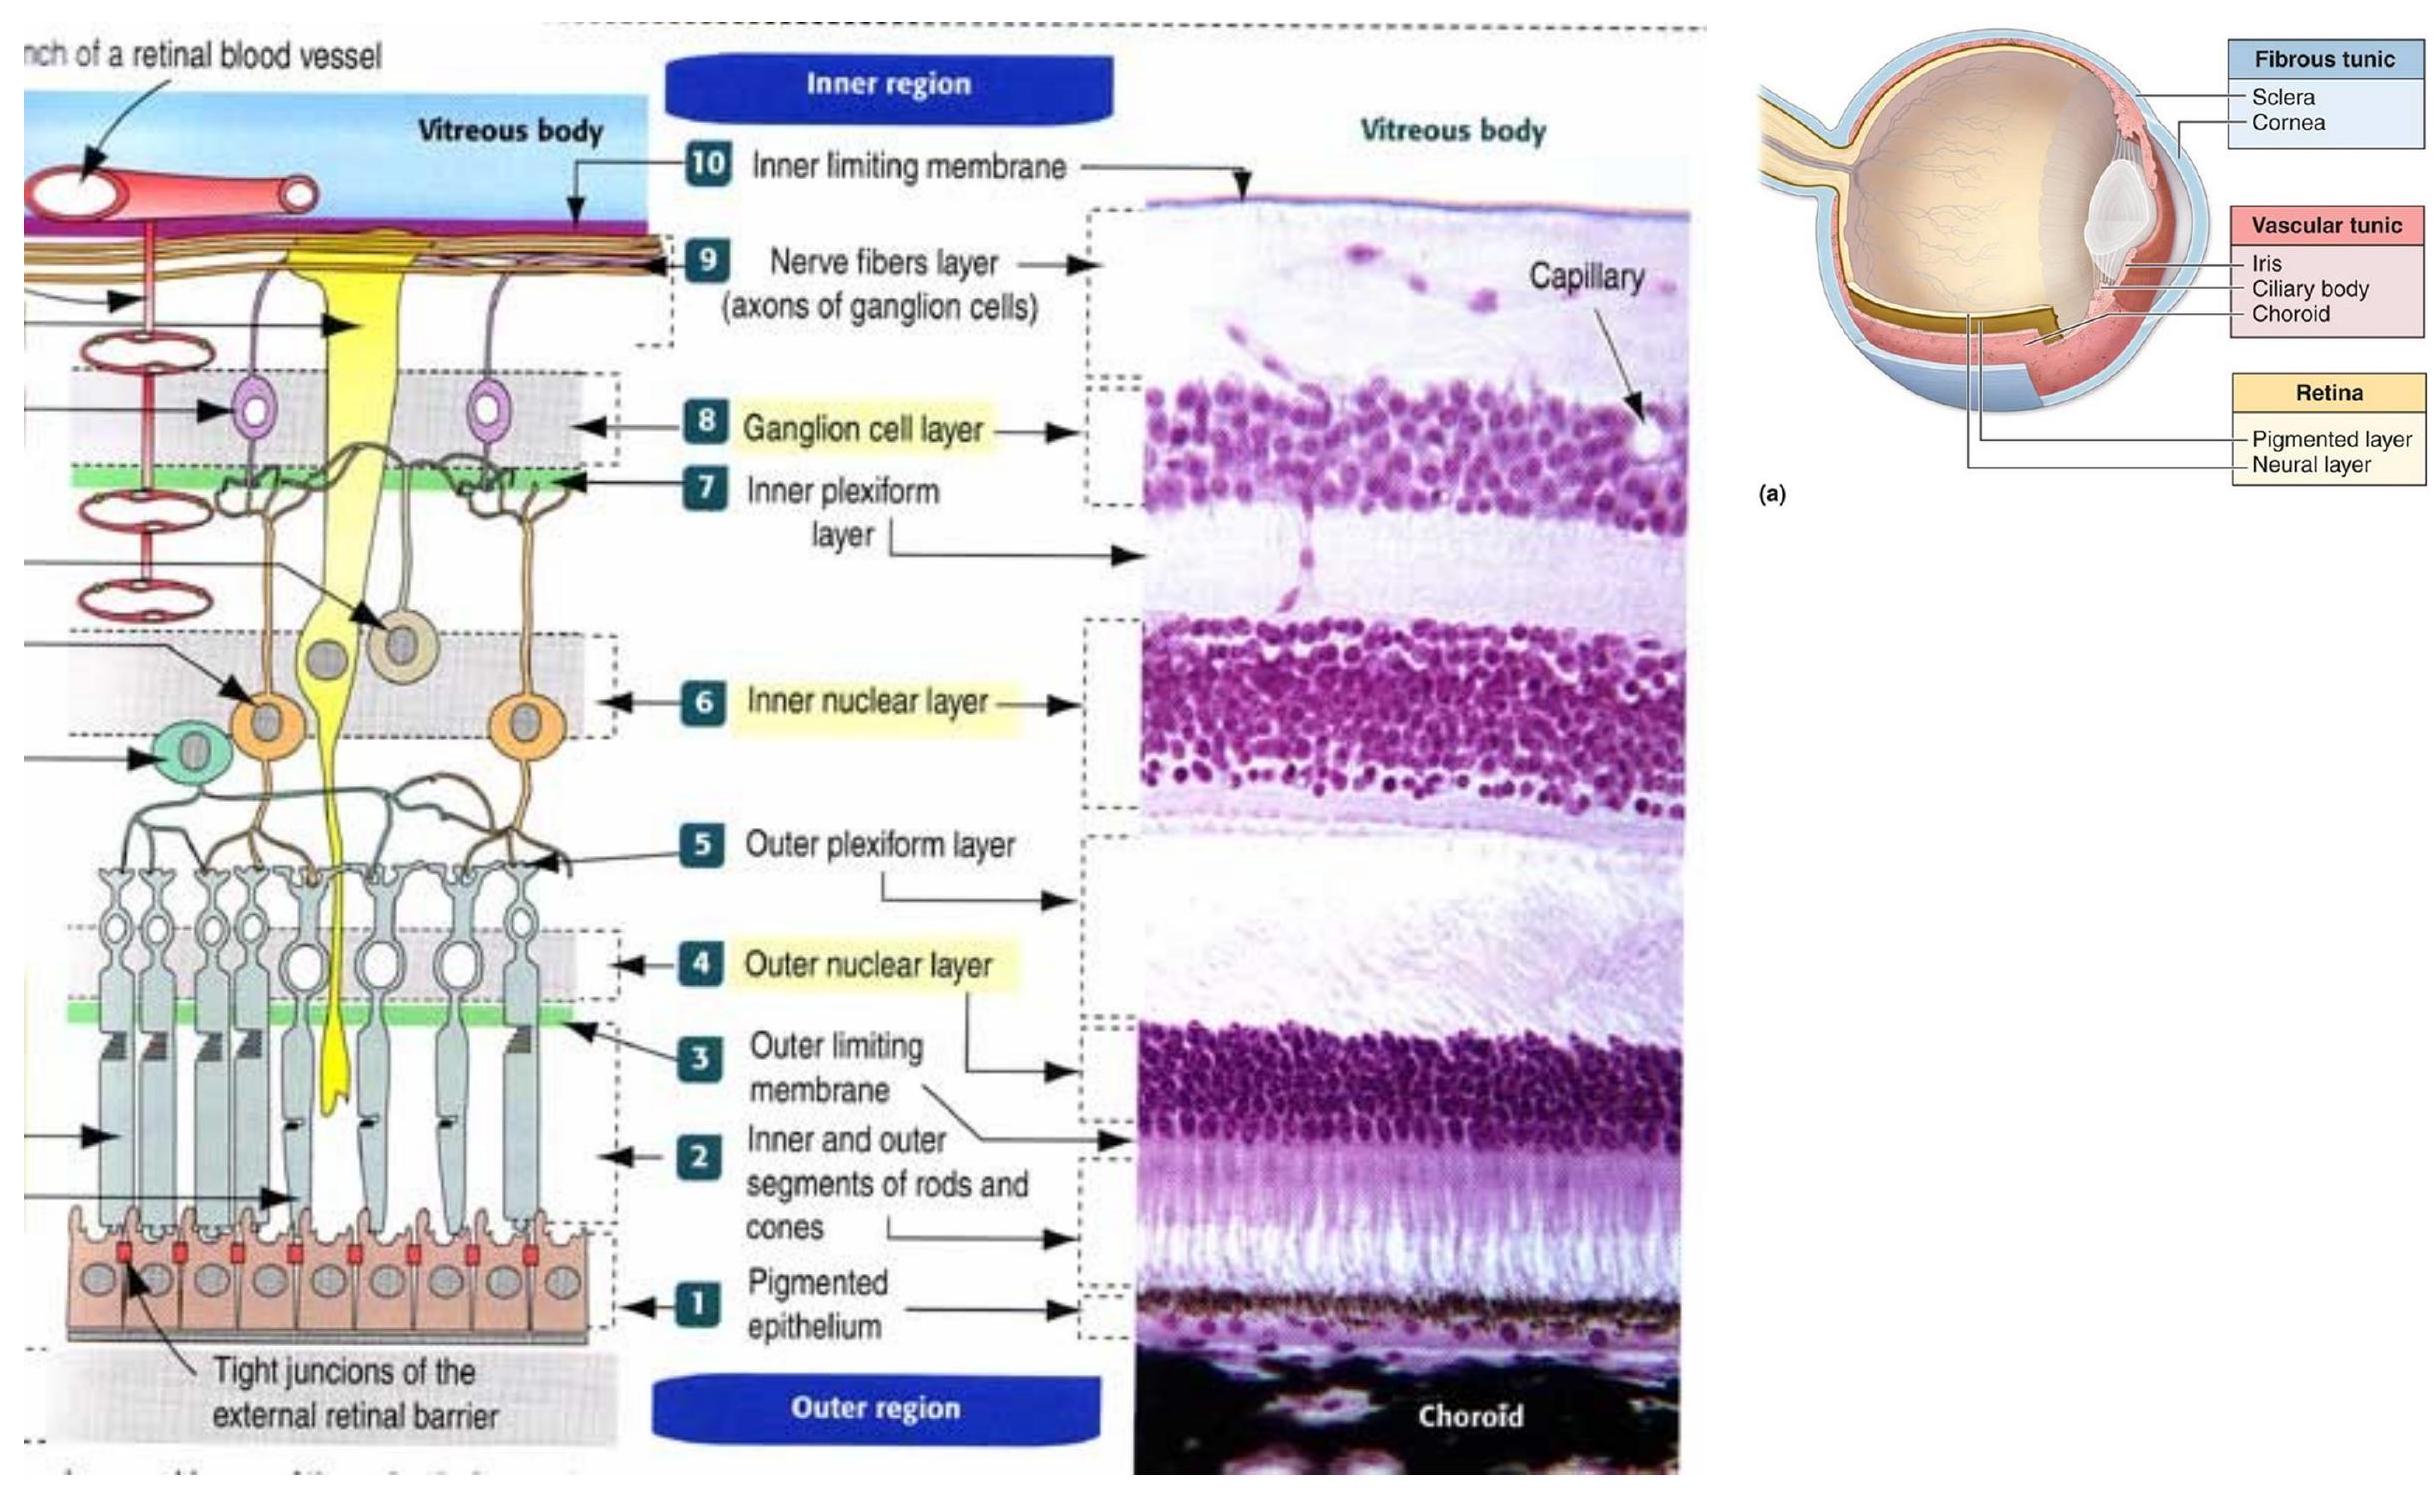 nch of a retinal blood vessel
Vitreous body
Inner region
10 Inner limiting membrane
9 Nerve fibers layer
(axons of ganglion cells)
8 Ganglion cell layer
7 Inner plexiform
layer
6 Inner nuclear layer
5 Outer plexiform layer
4 Outer nuclear layer
3 Outer limiting
membrane
2 Inner and outer
segments of rods and
cones
1 Pigmented
epithelium
Outer region
Tight juncions of the
external retinal barrier
Vitreous body
Capillary
Choroid
Fibrous tunic
Sclera
Cornea
Vascular tunic
Iris
Ciliary body
Choroid
Retina
Pigmented layer
Neural layer
(a)